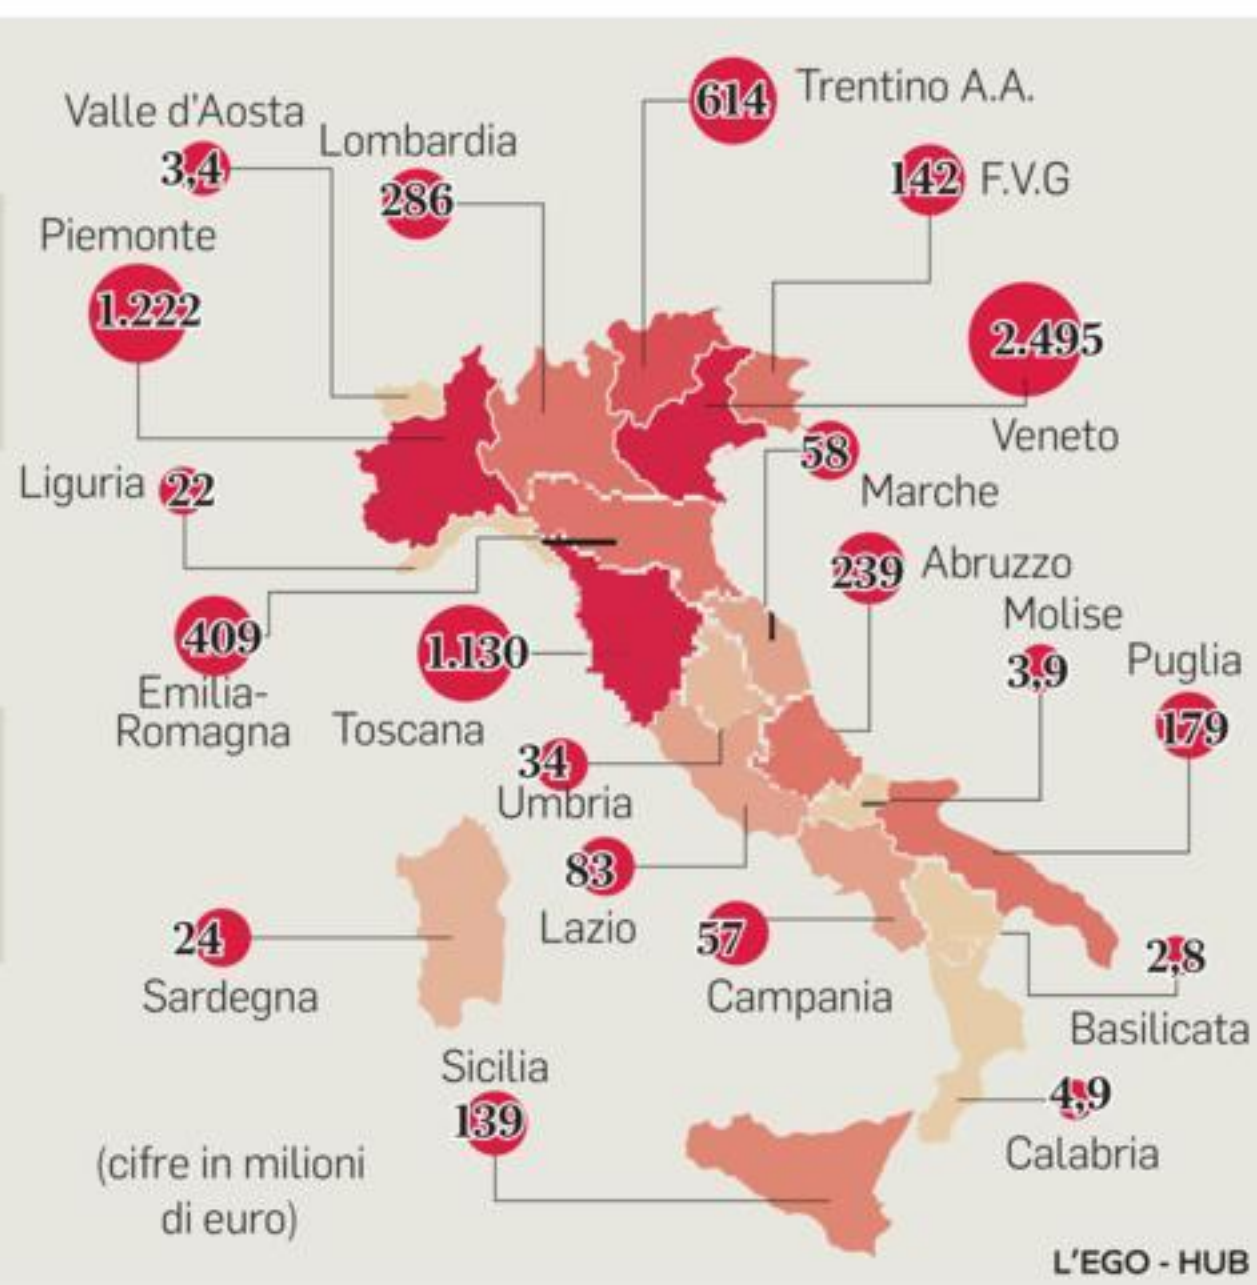 614
Trentino A.A.
Valle d'Aosta
3,4
Lombardia
286
142
F.V.G
Piemonte
1.222
2.495
Veneto
58
Marche
Liguria
22
239
Abruzzo
Molise
3,9
Puglia
179
409
Emilia-
Romagna
1.130
Toscana
34
Umbria
83
Lazio
24
Sardegna
57
Campania
2,8
Basilicata
Sicilia
139
4,9
Calabria
(cifre in milioni
di euro)
L'EGO - HUB